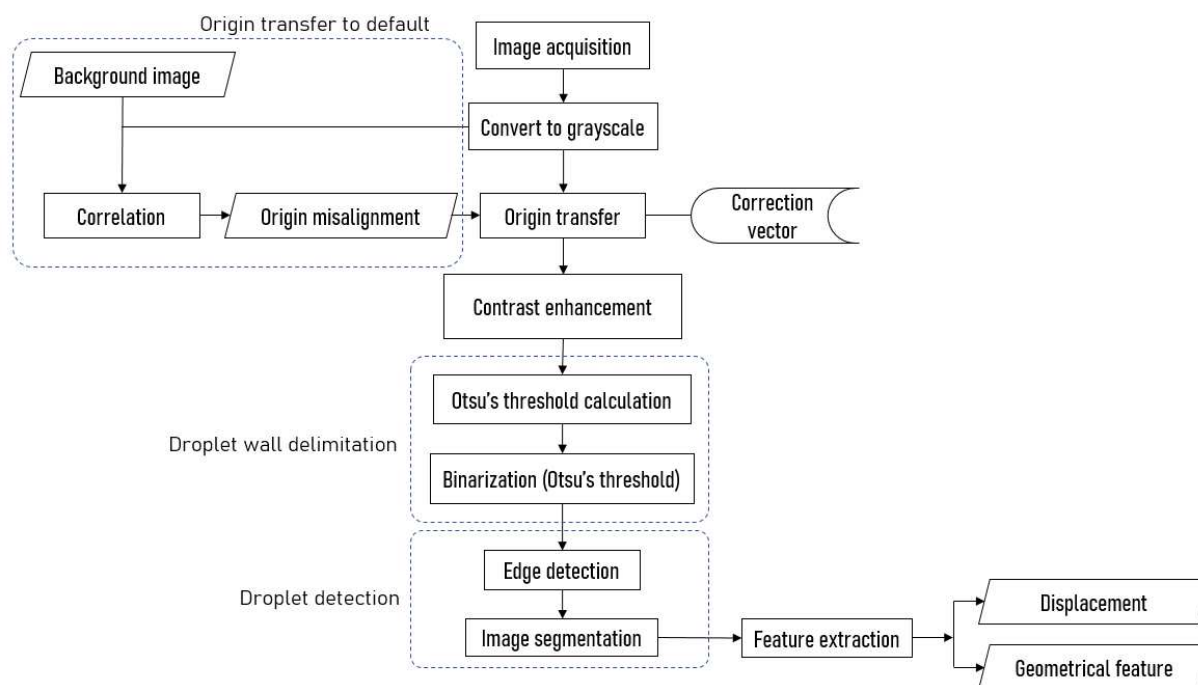 Origin transfer to default
Image acquisition
Background image
Convert to grayscale
Correlation
Origin misalignment
Origin transfer
Correction
vector
Contrast enhancement
Otsu's threshold calculation
Droplet wall delimitation
Binarization (Otsu's threshold)
Edge detection
Droplet detection
Displacement
Image segmentation
Feature extraction
Geometrical feature